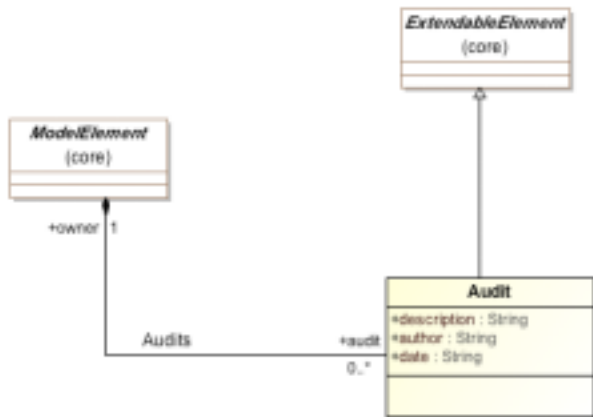 ExtendableElement
(core)
ModelElement
(core)
+owner 1
Audits
+audit
0..*
Audit
+description : String
+author : String
+date : String